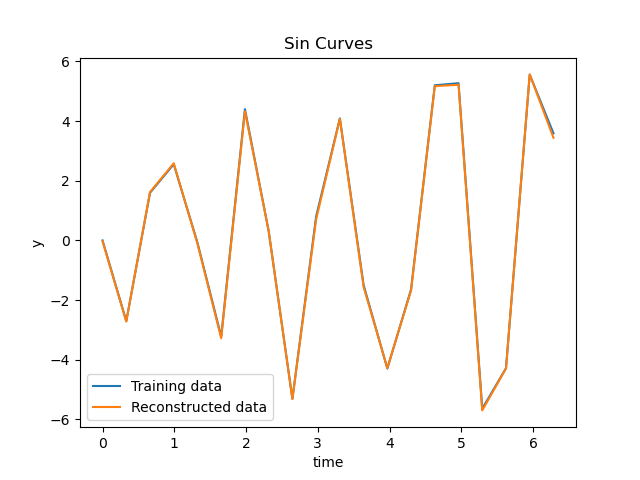 Sin Curves
6
4
2
0
−2
−4
−6
y
Training data
Reconstructed data
0 1 2 3 4 5 6
time